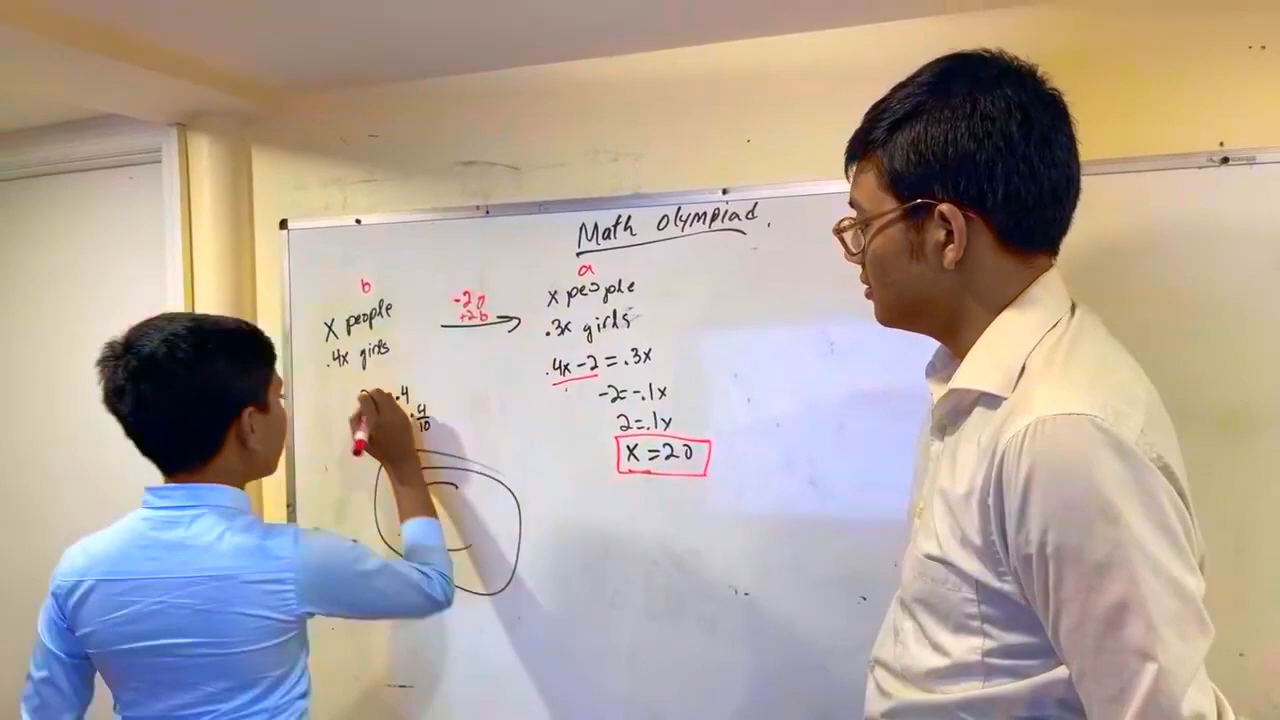 Math Olympiad.
b
X people
.4x girls
-20
+2b
a
x people
.3x girls
.4x-2=.3x
-2=-.1x
2=.1x
x=20
.4
4
10